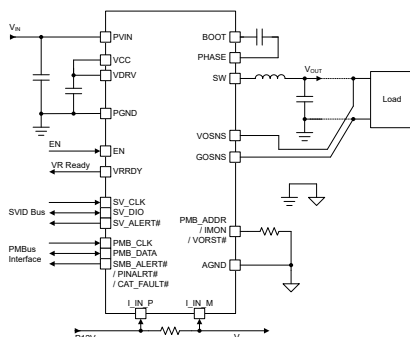 VIN
PVIN
BOOT
VCC
PHASE
VDRV
SW
VOUT
Load
PGND
VOSNS
EN
EN
GOSNS
VR Ready
VRRDY
SV_CLK
SVID Bus
SV_DIO
SV_ALERT#
PMB_ADDR
/ IMON
/ VORST#
PMBus
Interface
PMB_CLK
PMB_DATA
SMB_ALERT#
/ PINALRT#
/ CAT_FAULT#
AGND
I_IN_P
I_IN_M